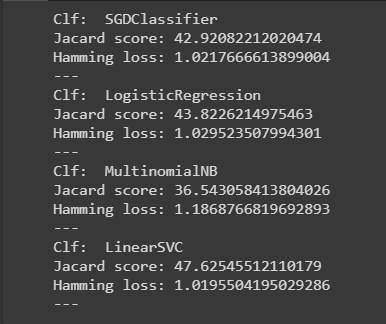 Clf:  SGDClassifier
Jacard score: 42.92082212020474
Hamming loss: 1.0217666613899004
---
Clf:  LogisticRegression
Jacard score: 43.8226214975463
Hamming loss: 1.029523507994301
---
Clf:  MultinomialNB
Jacard score: 36.543058413804026
Hamming loss: 1.1868766819692893
---
Clf:  LinearSVC
Jacard score: 47.62545512110179
Hamming loss: 1.0195504195029286
---